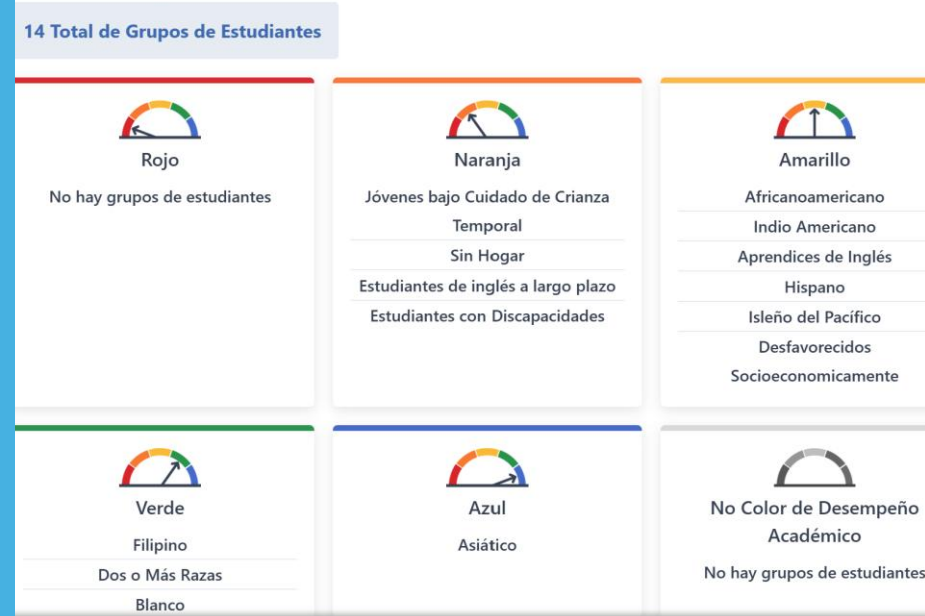 14 Total de Grupos de Estudiantes
Rojo
No hay grupos de estudiantes
Naranja
Jóvenes bajo Cuidado de Crianza
Temporal
Sin Hogar
Estudiantes de inglés a largo plazo
Estudiantes con Discapacidades
Amarillo
Africanoamericano
Indio Americano
Aprendices de Inglés
Hispano
Isleño del Pacífico
Desfavorecidos
Socioeconomicamente
Verde
Filipino
Dos o Más Razas
Blanco
Azul
Asiático
No Color de Desempeño
Académico
No hay grupos de estudiantes